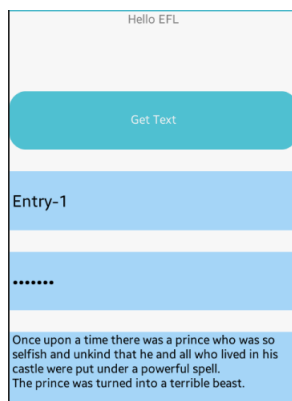 Hello EFL
Get Text
Entry-1
•••••••
Once upon a time there was a prince who was so
selfish and unkind that he and all who lived in his
castle were put under a powerful spell.
The prince was turned into a terrible beast.